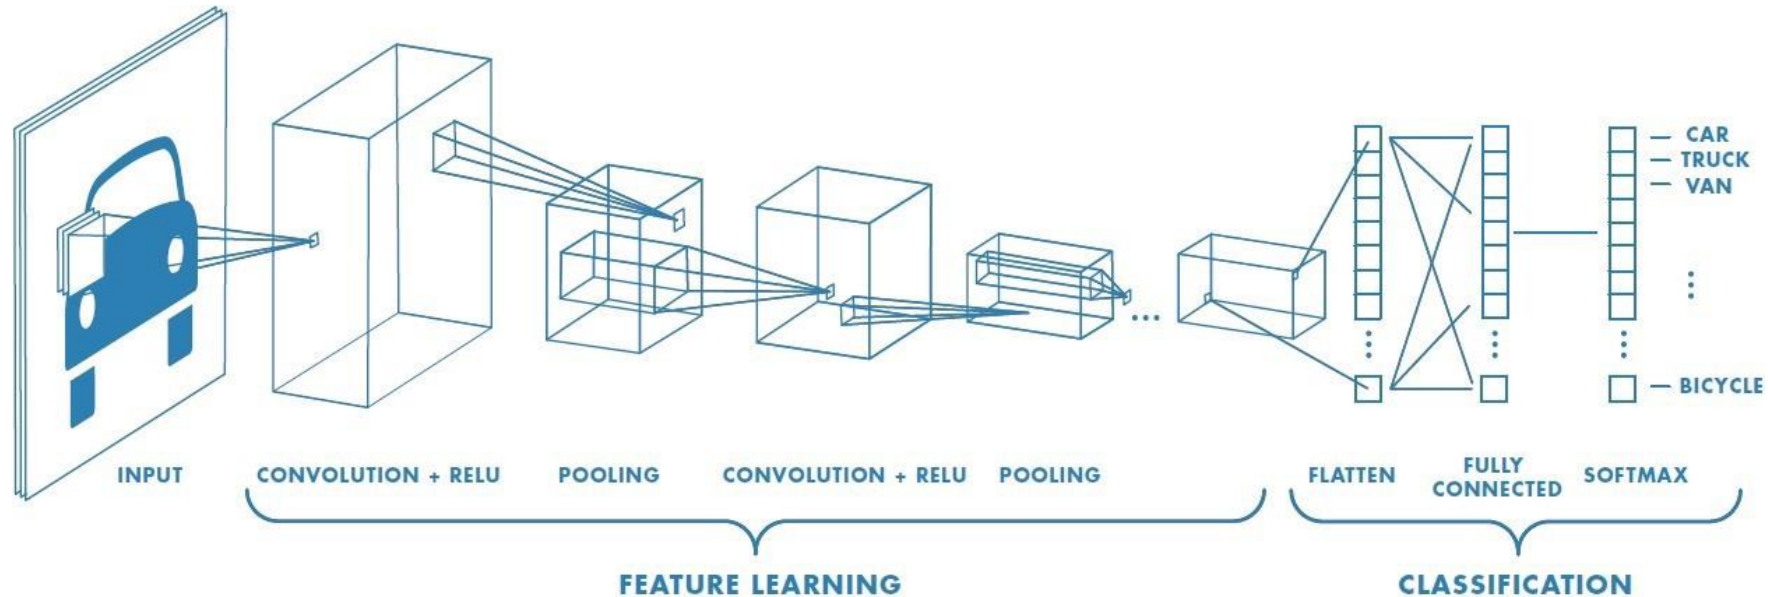 CAR
TRUCK
VAN
BICYCLE
INPUT
CONVOLUTION + RELU
POOLING
CONVOLUTION + RELU
POOLING
FLATTEN
FULLY
CONNECTED
SOFTMAX
FEATURE LEARNING
CLASSIFICATION